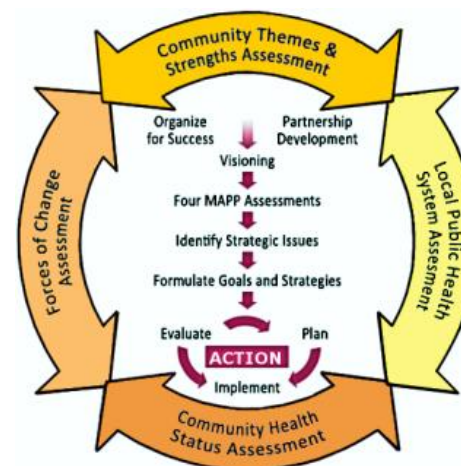 Community Themes &
Strengths Assessment
Organize
for Success
Partnership
Development
Visioning
Four MAPP Assessments
Identify Strategic Issues
Formulate Goals and Strategies
Evaluate
Plan
ACTION
Implement
Forces of Change
Assessment
Local Public Health
System Assesment
Community Health
Status Assessment